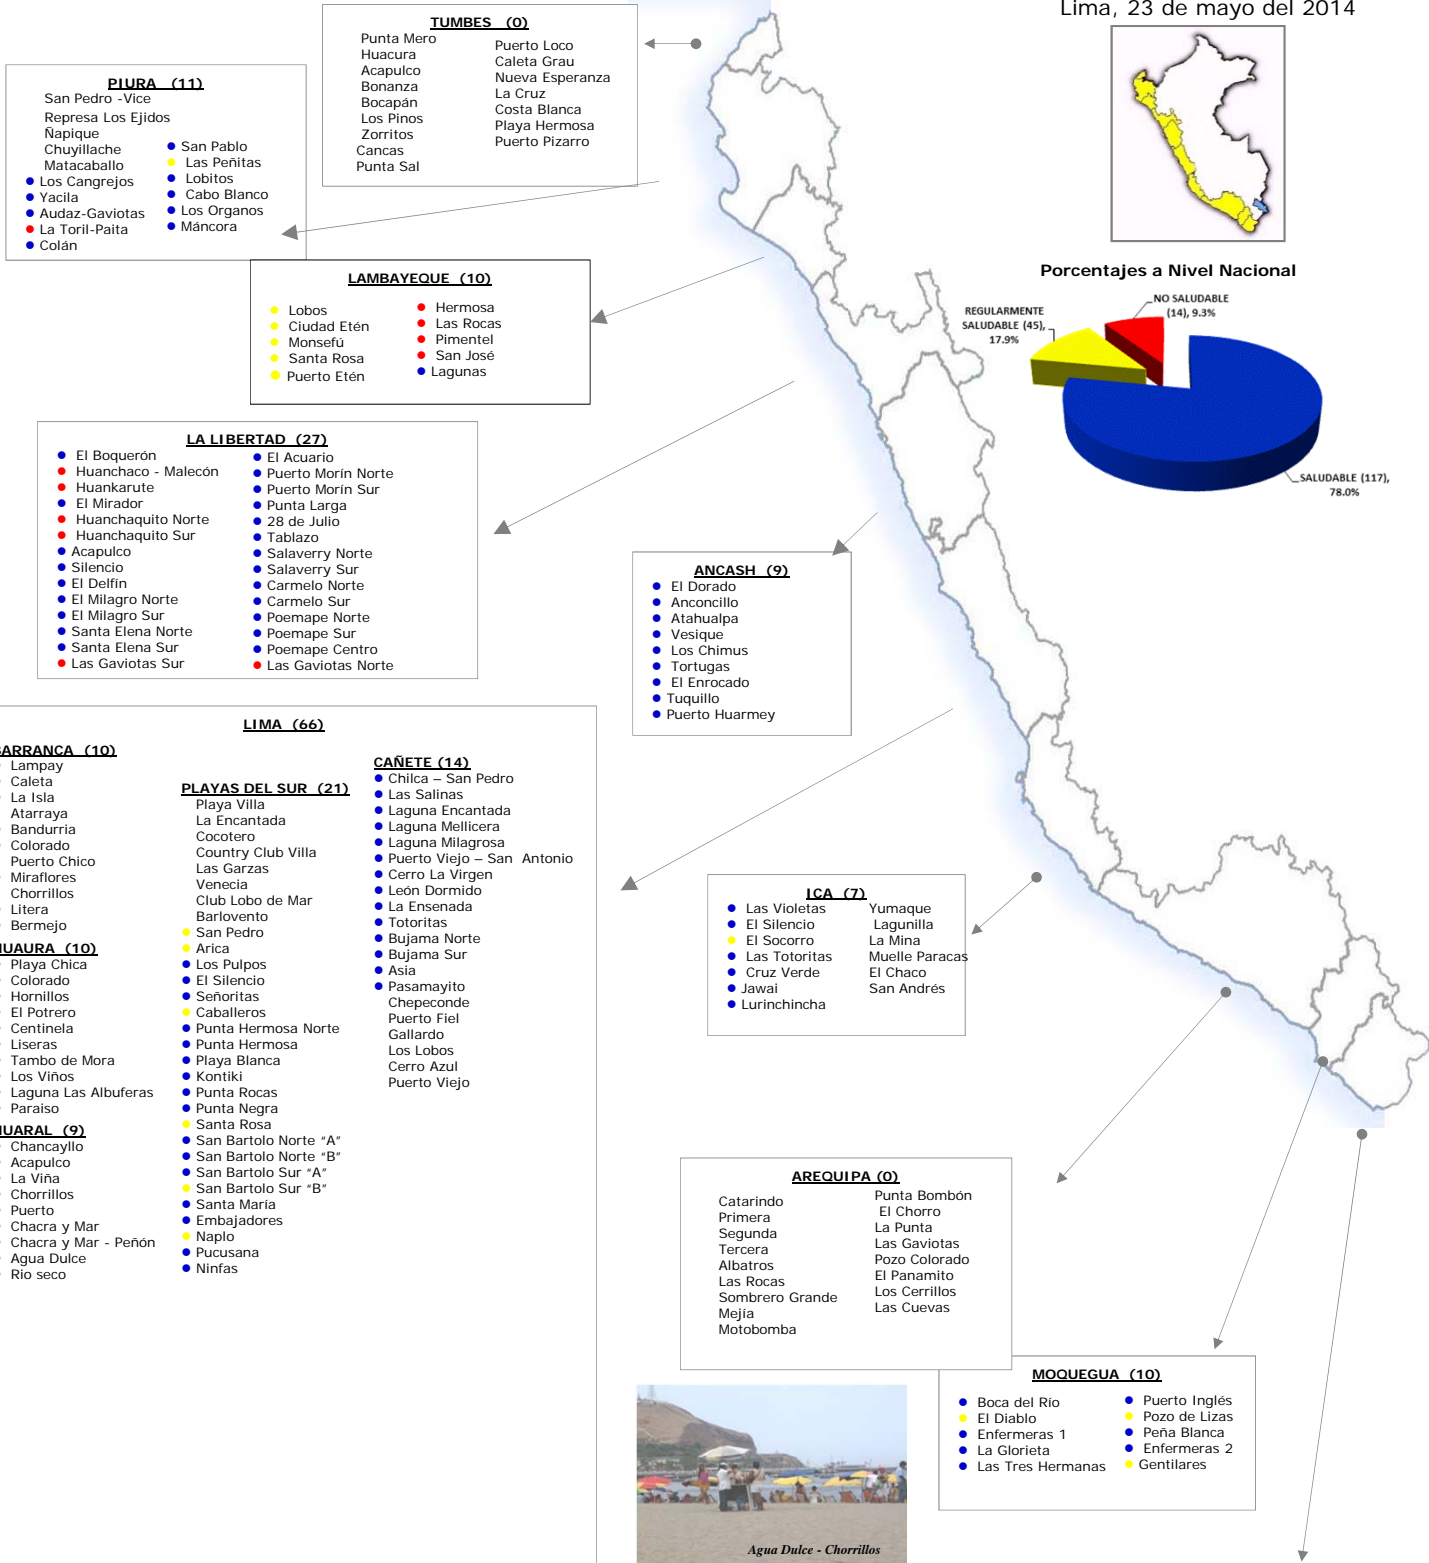 Lima, 23 de mayo del 2014
TUMBES (0)
Punta Mero
Huacura
Acapulco
Bonanza
Bocapán
Los Pinos
Zorritos
Cancas
Punta Sal
Puerto Loco
Caleta Grau
Nueva Esperanza
La Cruz
Costa Blanca
Playa Hermosa
Puerto Pizarro
PIURA (11)
San Pedro -Vice
Represa Los Ejidos
Ñapique
Chuyillache
Matacaballo
Los Cangrejos
Yacila
Audaz-Gaviotas
La Toril-Paita
Colán
San Pablo
Las Peñitas
Lobitos
Cabo Blanco
Los Organos
Máncora
LAMBAYEQUE (10)
Lobos
Ciudad Etén
Monsefú
Santa Rosa
Puerto Etén
Hermosa
Las Rocas
Pimentel
San José
Lagunas
Porcentajes a Nivel Nacional
REGULARMENTE
SALUDABLE (45),
17.9%
NO SALUDABLE
(14), 9.3%
SALUDABLE (117),
78.0%
LA LIBERTAD (27)
El Boquerón
Huanchaco - Malecón
Huankarute
El Mirador
Huanchaquito Norte
Huanchaquito Sur
Acapulco
Silencio
El Delfín
El Milagro Norte
El Milagro Sur
Santa Elena Norte
Santa Elena Sur
Las Gaviotas Sur
El Acuario
Puerto Morín Norte
Puerto Morín Sur
Punta Larga
28 de Julio
Tablazo
Salaverry Norte
Salaverry Sur
Carmelo Norte
Carmelo Sur
Poemape Norte
Poemape Sur
Poemape Centro
Las Gaviotas Norte
ANCASH (9)
El Dorado
Anconcillo
Atahualpa
Vesique
Los Chimus
Tortugas
El Enrocado
Tuquillo
Puerto Huarmey
LIMA (66)
BARRANCA (10)
Lampay
Caleta
La Isla
Atarraya
Bandurria
Colorado
Puerto Chico
Miraflores
Chorrillos
Litera
Bermejo
HUAURA (10)
Playa Chica
Colorado
Hornillos
El Potrero
Centinela
Liseras
Tambo de Mora
Los Viños
Laguna Las Albuferas
Paraiso
HUARAL (9)
Chancayllo
Acapulco
La Viña
Chorrillos
Puerto
Chacra y Mar
Chacra y Mar - Peñón
Agua Dulce
Rio seco
PLAYAS DEL SUR (21)
Playa Villa
La Encantada
Cocotero
Country Club Villa
Las Garzas
Venecia
Club Lobo de Mar
Barlovento
San Pedro
Arica
Los Pulpos
El Silencio
Señoritas
Caballeros
Punta Hermosa Norte
Punta Hermosa
Playa Blanca
Kontiki
Punta Rocas
Punta Negra
Santa Rosa
San Bartolo Norte "A"
San Bartolo Norte "B"
San Bartolo Sur "A"
San Bartolo Sur "B"
Santa María
Embajadores
Naplo
Pucusana
Ninfas
CAÑETE (14)
Chilca – San Pedro
Las Salinas
Laguna Encantada
Laguna Mellicera
Laguna Milagrosa
Puerto Viejo – San Antonio
Cerro La Virgen
León Dormido
La Ensenada
Totoritas
Bujama Norte
Bujama Sur
Asia
Pasamayito
Chepeconde
Puerto Fiel
Gallardo
Los Lobos
Cerro Azul
Puerto Viejo
ICA (7)
Las Violetas
El Silencio
El Socorro
Las Totoritas
Cruz Verde
Jawai
Lurinchincha
Yumaque
Lagunilla
La Mina
Muelle Paracas
El Chaco
San Andrés
AREQUIPA (0)
Catarindo
Primera
Segunda
Tercera
Albatros
Las Rocas
Sombrero Grande
Mejía
Motobomba
Punta Bombón
El Chorro
La Punta
Las Gaviotas
Pozo Colorado
El Panamito
Los Cerrillos
Las Cuevas
MOQUEGUA (10)
Boca del Río
El Diablo
Enfermeras 1
La Glorieta
Las Tres Hermanas
Puerto Inglés
Pozo de Lizas
Peña Blanca
Enfermeras 2
Gentilares
Agua Dulce - Chorrillos